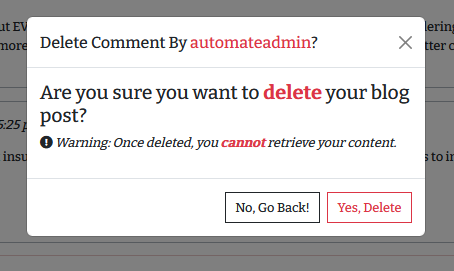 ut EV
ering
more
tter c
Delete Comment By automateadmin?
Are you sure you want to delete your blog
post?
Warning: Once deleted, you cannot retrieve your content.
5:25 p
insu
s to in
No, Go Back!
Yes, Delete